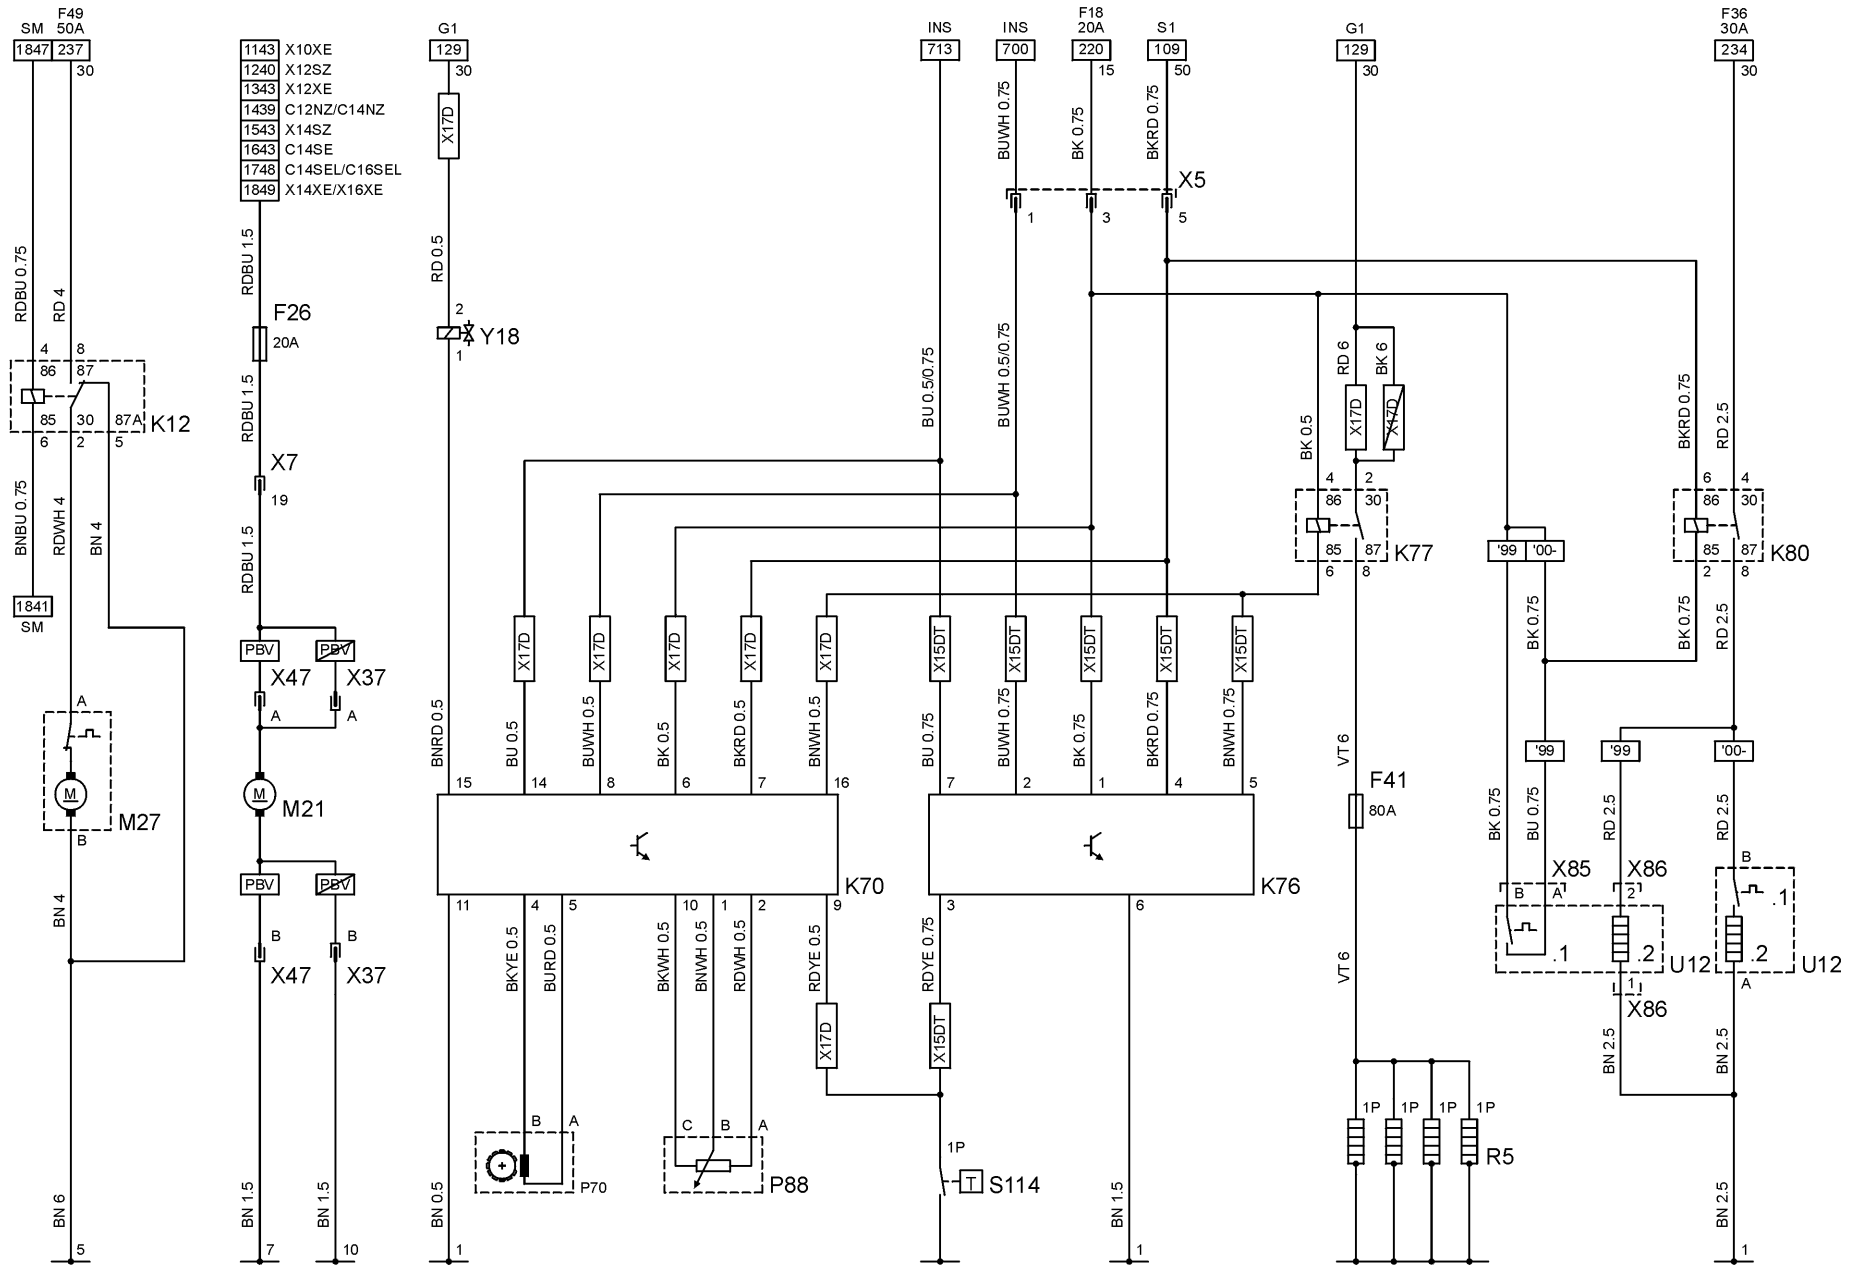 F49
SM 50A
1847 237
30
1143 X10XE
1240 X12SZ
1343 X12XE
1439 C12NZ/C14NZ
1543 X14SZ
1643 C14SE
1748 C14SEL/C16SEL
1849 X14XE/X16XE
G1
129
30
X17D
INS
713
INS
700
F18
20A
220
15
S1
109
50
G1
129
30
F36
30A
234
30
BUWH 0.75
BK 0.75
BKRD 0.75
X5
1
3
5
RDBU 0.75
RD 4
RDBU 1.5
RD 0.5
F26
20A
2
Y18
1
BU 0.5/0.75
BUWH 0.5/0.75
RD 6
BK 6
X17D
X17D
BK 0.5
BKRD 0.75
RD 2.5
4 8
86 87
85 30 87A
K12
6 2 5
RDBU 1.5
X7
19
BNBU 0.75
RDWH 4
BN 4
RDBU 1.5
4 2
86 30
85 87
K77
6 8
'99 '00-
6 4
86 30
85 87
K80
2 8
1841
SM
PBV
PBV
X47
X37
A
A
X17D
X17D
X17D
X17D
X17D
X15DT
X15DT
X15DT
X15DT
X15DT
BK 0.75
BK 0.75
RD 2.5
BNRD 0.5
BU 0.5
BUWH 0.5
BK 0.5
BKRD 0.5
BNWH 0.5
BU 0.75
BUWH 0.75
BK 0.75
BKRD 0.75
BNWH 0.75
VT 6
'99
'99
'00-
A
M
M27
B
M
M21
15 14 8 6 7 16
7 2 1 4 5
F41
80A
BK 0.75
BU 0.75
RD 2.5
RD 2.5
K70
K76
PBV
PBV
B
X47
B
X37
11 4 5 10 1 2 9
3 6
BN 4
BKYE 0.5
BURD 0.5
BKWH 0.5
BNWH 0.5
RDWH 0.5
RDYE 0.5
RDYE 0.75
VT 6
X85
B A
X86
2
B
.1
.1
.2
U12
.2
U12
1
X86
A
X17D
X15DT
BN 2.5
BN 2.5
B A
P70
C B A
P88
1P
T
S114
1P 1P 1P 1P
R5
BN 6
BN 1.5
BN 1.5
BN 0.5
BN 1.5
BN 2.5
5
7
10
1
1
1